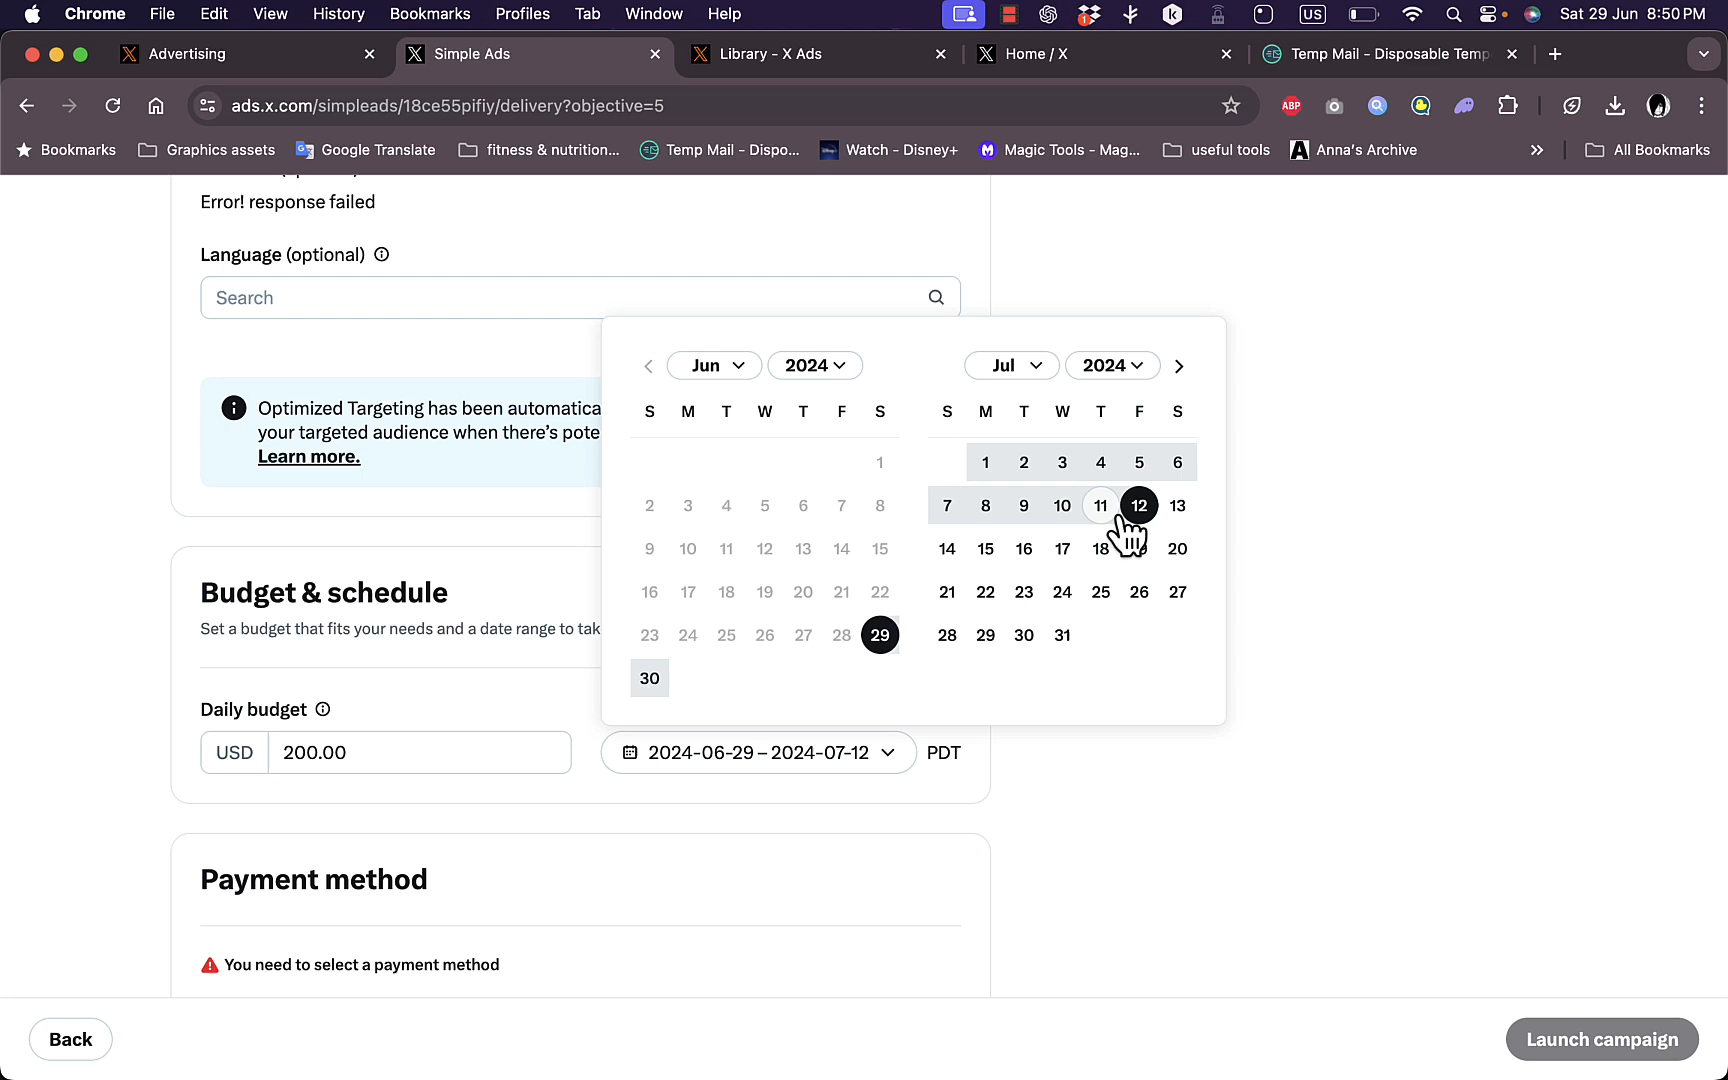 Chrome File Edit View History Bookmarks Profiles Tab Window Help US Sat 29 Jun 8:50 PM
Advertising Simple Ads Library - X Ads Home / X Temp Mail - Disposable Temp
ads.x.com/simpleads/18ce55pifiy/delivery?objective=5 ABP
Bookmarks Graphics assets Google Translate fitness & nutrition... Temp Mail - Dispo... Watch - Disney+ Magic Tools - Mag... useful tools Anna's Archive All Bookmarks
Error! response failed
Language (optional)
Search
Optimized Targeting has been automatica
your targeted audience when there's pote
Learn more.
Jun 2024
S M T W T F S
1
2 3 4 5 6 7 8
9 10 11 12 13 14 15
16 17 18 19 20 21 22
23 24 25 26 27 28 29
30
Jul 2024
S M T W T F S
1 2 3 4 5 6
7 8 9 10 11 12 13
14 15 16 17 18 20
21 22 23 24 25 26 27
28 29 30 31
Budget & schedule
Set a budget that fits your needs and a date range to tak
Daily budget
USD 200.00
2024-06-29 – 2024-07-12 PDT
Payment method
You need to select a payment method
Back
Launch campaign